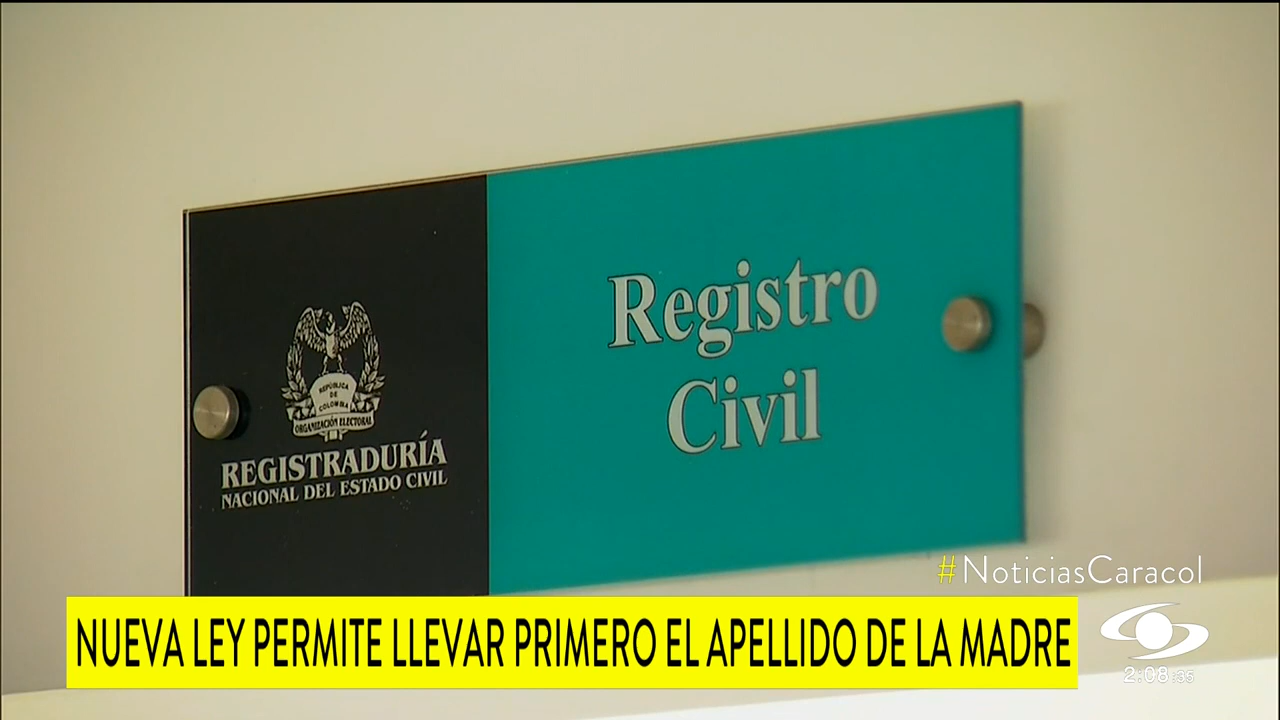 REPÚBLICA
DE
COLOMBIA
ORGANIZACIÓN ELECTORAL
REGISTRADURÍA
NACIONAL DEL ESTADO CIVIL
Registro
Civil
#NoticiasCaracol
NUEVA LEY PERMITE LLEVAR PRIMERO EL APELLIDO DE LA MADRE
2:08:35